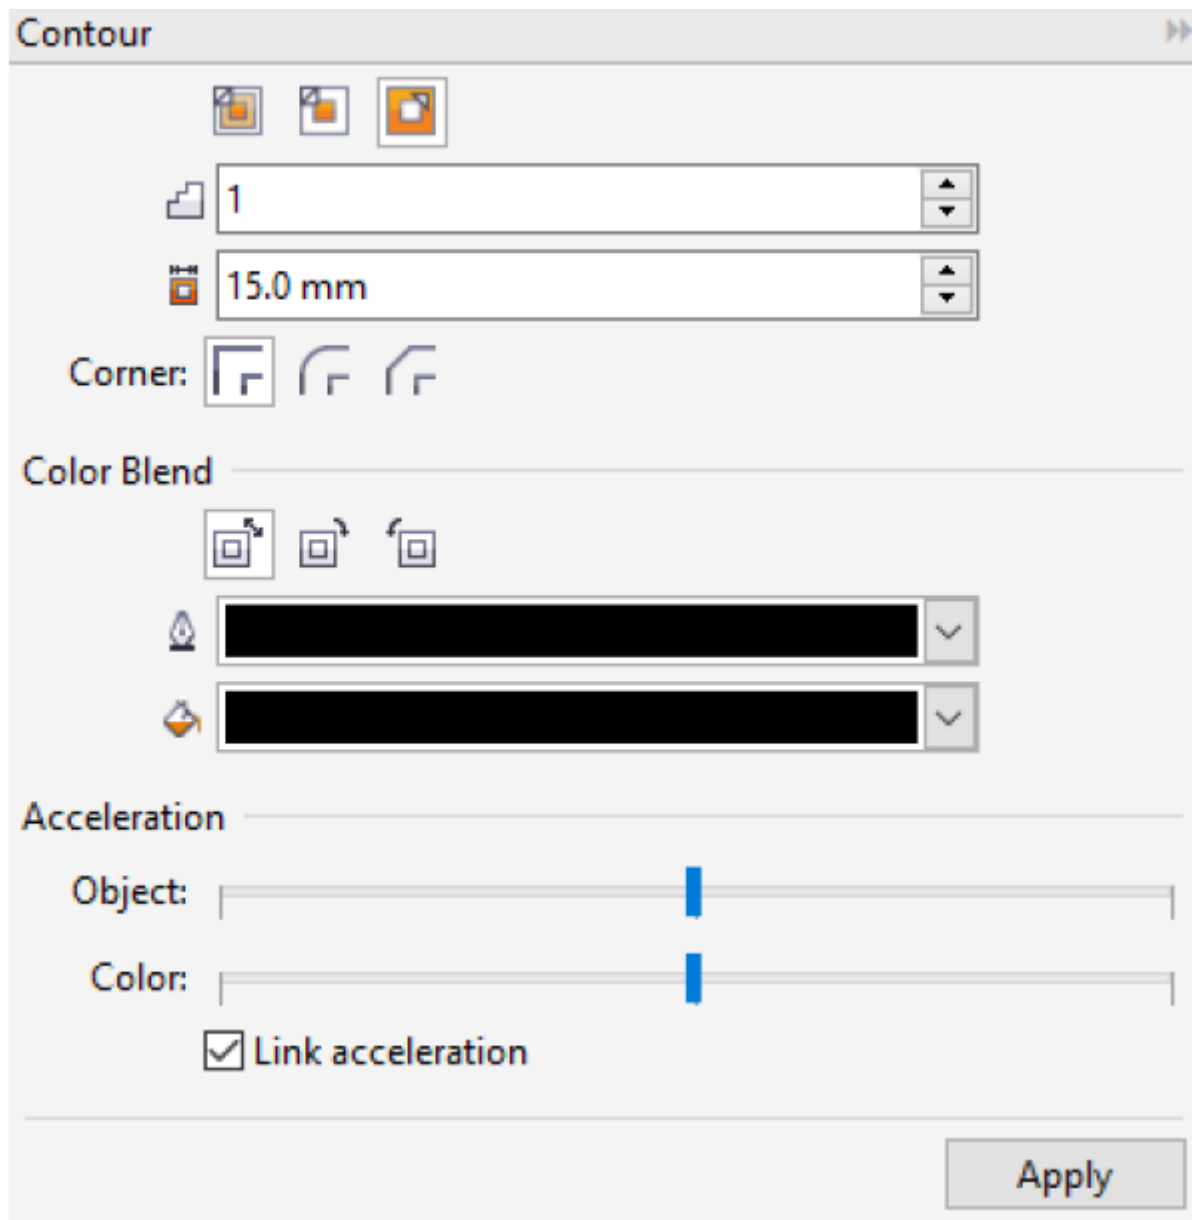 Contour
1
15.0 mm
Corner:
Color Blend
Acceleration
Object:
Color:
Link acceleration
Apply